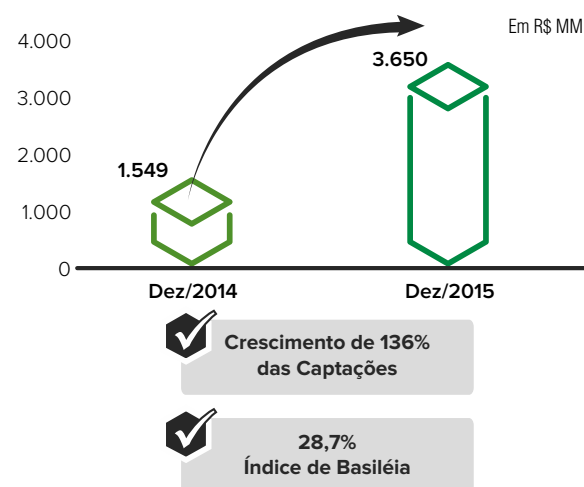 Em R$ MM
4.000
3.650
3.000
2.000
1.549
1.000
0
Dez/2014
Dez/2015
Crescimento de 136%
das Captações
28,7%
Índice de Basiléia